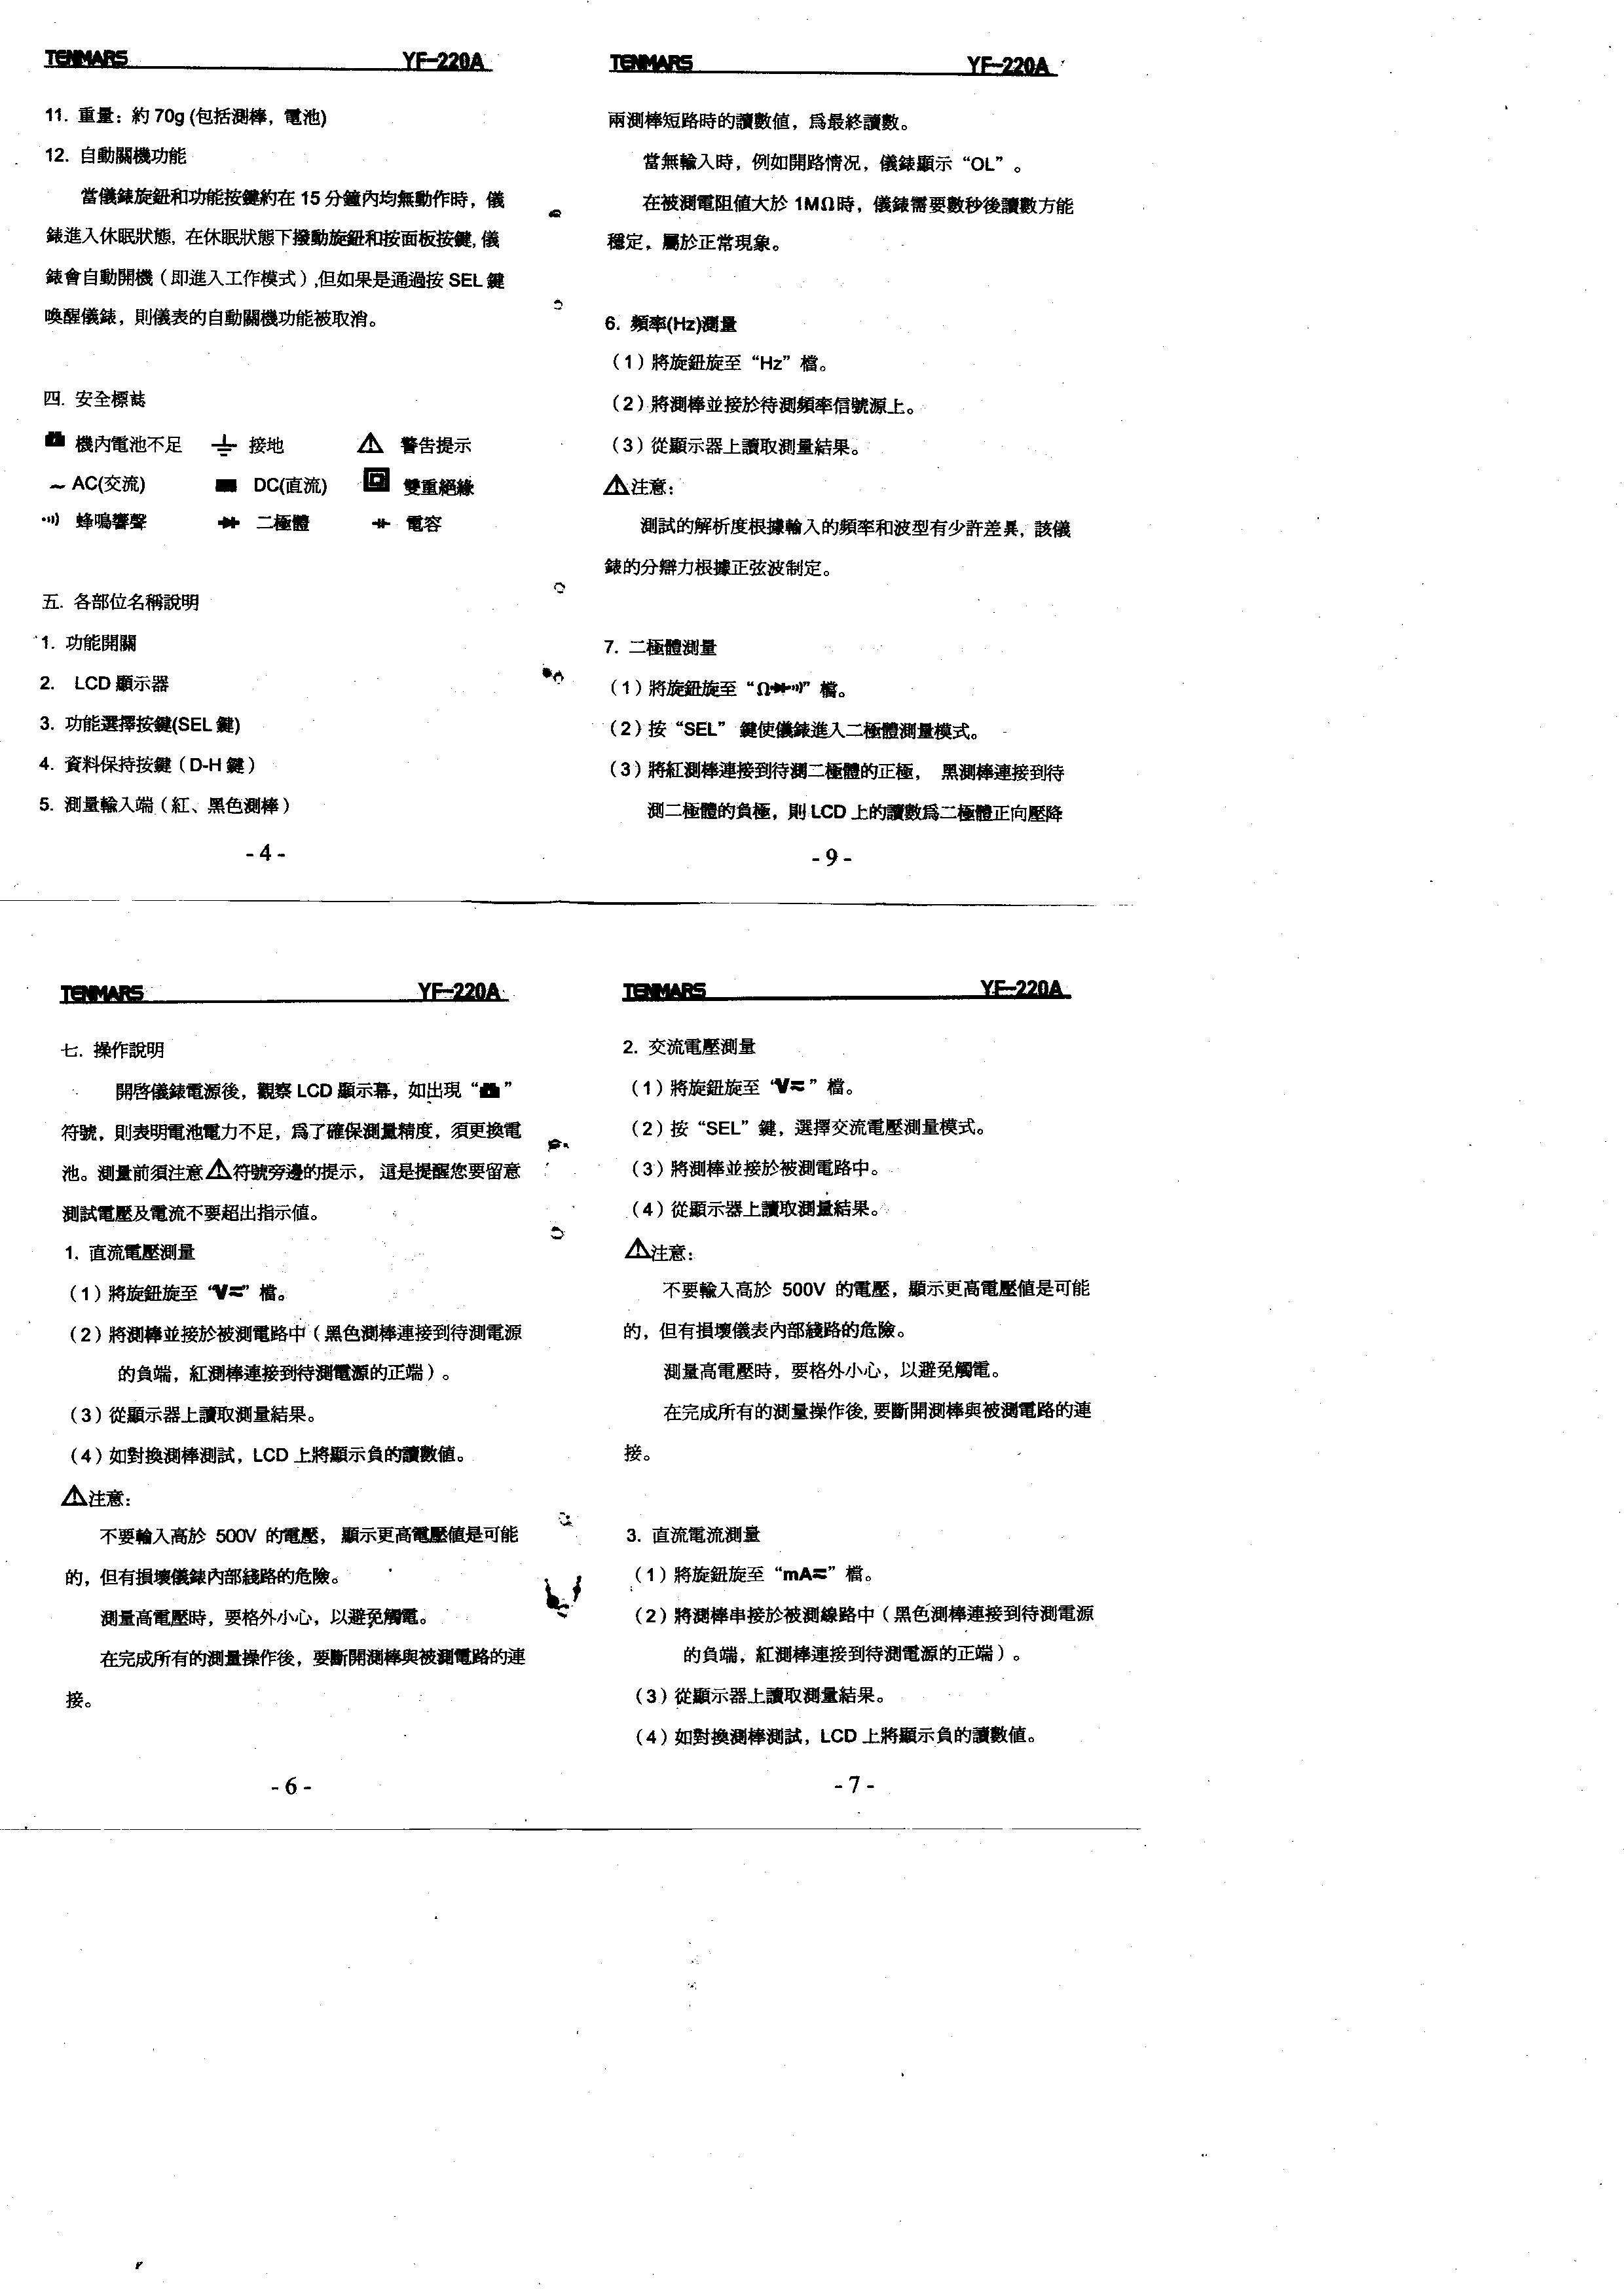 TENMARS YF-220A
11. 重量：約 70g (包括測棒，電池)
12. 自動關機功能
當儀錶旋鈕和功能按鍵約在 15 分鐘內均無動作時，儀
錶進入休眠狀態, 在休眠狀態下撥動旋鈕和按面板按鍵, 儀
錶會自動開機（即進入工作模式）,但如果是通過按 SEL 鍵
喚醒儀錶，則儀表的自動關機功能被取消。
四. 安全標誌
機內電池不足 接地 警告提示
~ AC(交流) DC(直流) 雙重絕緣
蜂鳴響聲 二極體 電容
五. 各部位名稱說明
1. 功能開關
2. LCD 顯示器
3. 功能選擇按鍵(SEL 鍵)
4. 資料保持按鍵（D-H 鍵）
5. 測量輸入端（紅、黑色測棒）
- 4 -
TENMARS YF-220A
兩測棒短路時的讀數值，爲最終讀數。
當無輸入時，例如開路情況，儀錶顯示“OL”。
在被測電阻值大於 1MΩ時，儀錶需要數秒後讀數方能
穩定，屬於正常現象。
6. 頻率(Hz)測量
（1）將旋鈕旋至“Hz”檔。
（2）將測棒並接於待測頻率信號源上。
（3）從顯示器上讀取測量結果。
⚠注意：
測試的解析度根據輸入的頻率和波型有少許差異，該儀
錶的分辯力根據正弦波制定。
7. 二極體測量
（1）將旋鈕旋至“Ω”檔。
（2）按“SEL” 鍵使儀錶進入二極體測量模式。
（3）將紅測棒連接到待測二極體的正極， 黑測棒連接到待
測二極體的負極，則 LCD 上的讀數爲二極體正向壓降
- 9 -
TENMARS YF-220A
七. 操作說明
開啓儀錶電源後，觀察 LCD 顯示幕，如出現“ ”
符號，則表明電池電力不足，爲了確保測量精度，須更換電
池。測量前須注意⚠符號旁邊的提示， 這是提醒您要留意
測試電壓及電流不要超出指示值。
1. 直流電壓測量
（1）將旋鈕旋至“V≂”檔。
（2）將測棒並接於被測電路中（黑色測棒連接到待測電源
的負端，紅測棒連接到待測電源的正端）。
（3）從顯示器上讀取測量結果。
（4）如對換測棒測試，LCD 上將顯示負的讀數值。
⚠注意：
不要輸入高於 500V 的電壓， 顯示更高電壓值是可能
的，但有損壞儀錶內部綫路的危險。
測量高電壓時，要格外小心，以避免觸電。
在完成所有的測量操作後，要斷開測棒與被測電路的連
接。
- 6 -
TENMARS YF-220A
2. 交流電壓測量
（1）將旋鈕旋至“V≂”檔。
（2）按“SEL”鍵，選擇交流電壓測量模式。
（3）將測棒並接於被測電路中。
（4）從顯示器上讀取測量結果。
⚠注意：
不要輸入高於 500V 的電壓，顯示更高電壓值是可能
的，但有損壞儀表內部綫路的危險。
測量高電壓時，要格外小心，以避免觸電。
在完成所有的測量操作後, 要斷開測棒與被測電路的連
接。
3. 直流電流測量
（1）將旋鈕旋至“mA≂”檔。
（2）將測棒串接於被測線路中（黑色測棒連接到待測電源
的負端，紅測棒連接到待測電源的正端）。
（3）從顯示器上讀取測量結果。
（4）如對換測棒測試，LCD 上將顯示負的讀數值。
- 7 -